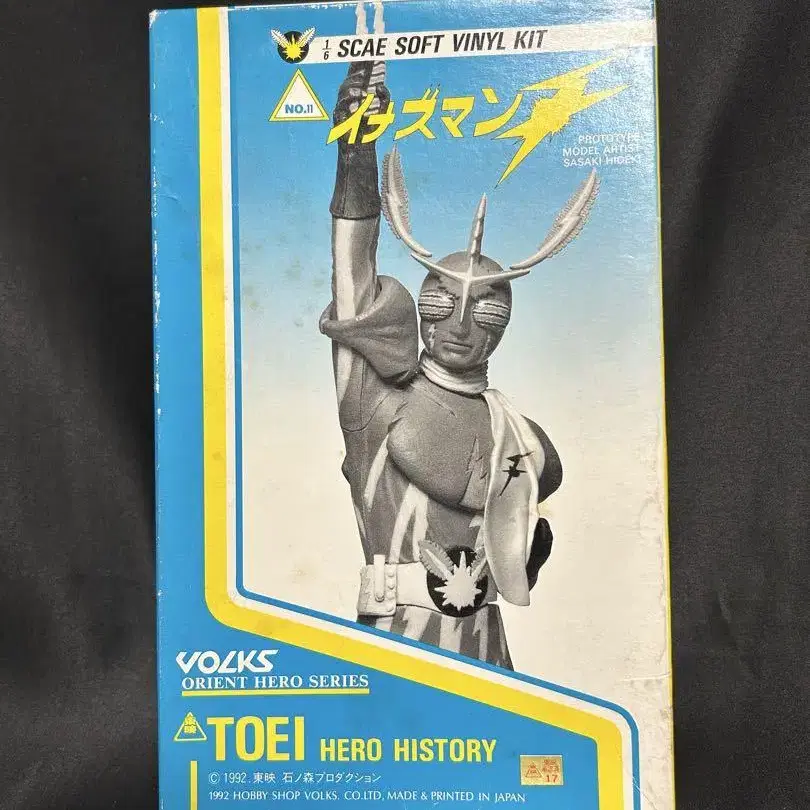 1/6 SCAE SOFT VINYL KIT
NO.11
イナズマン
PROTOTYPE
MODEL ARTIST
SASAKI HIDEKI
VOLKS
ORIENT HERO SERIES
TOEI HERO HISTORY
© 1992. 東映 石ノ森プロダクション
1992 HOBBY SHOP VOLKS. CO.LTD, MADE & PRINTED IN JAPAN
17